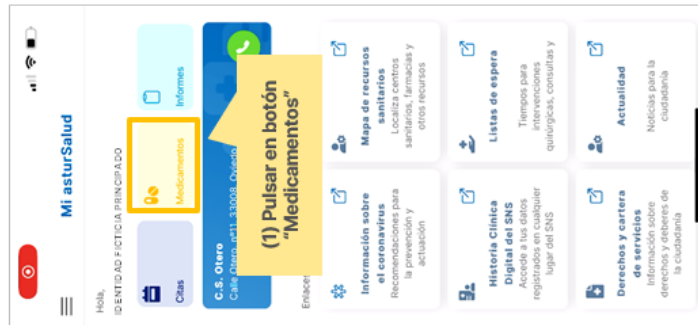 Mi asturSalud
Hola,
IDENTIDAD FICTICIA PRINCIPADO
Citas
Medicamentos
Informes
C.S. Otero
Calle Otero, nº11, 33008, Oviedo
(1) Pulsar en botón
“Medicamentos”
Enlaces
Información sobre
el coronavirus
Recomendaciones para
la prevención y
actuación
Mapa de recursos
sanitarios
Localiza centros
sanitarios, farmacias y
otros recursos
Historia Clínica
Digital del SNS
Accede a tus datos
registrados en cualquier
lugar del SNS
Listas de espera
Tiempos para
intervenciones
quirúrgicas, consultas y
Derechos y cartera
de servicios
Información sobre
derechos y deberes de
la ciudadanía
Actualidad
Noticias para la
ciudadanía